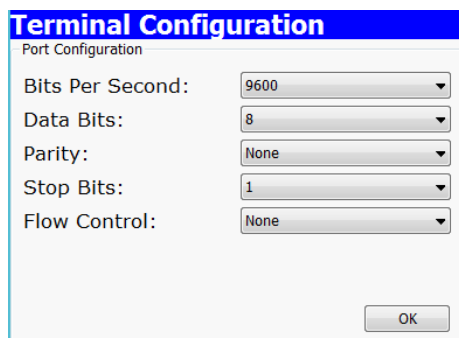 Terminal Configuration
Port Configuration
Bits Per Second: 9600
Data Bits: 8
Parity: None
Stop Bits: 1
Flow Control: None
OK